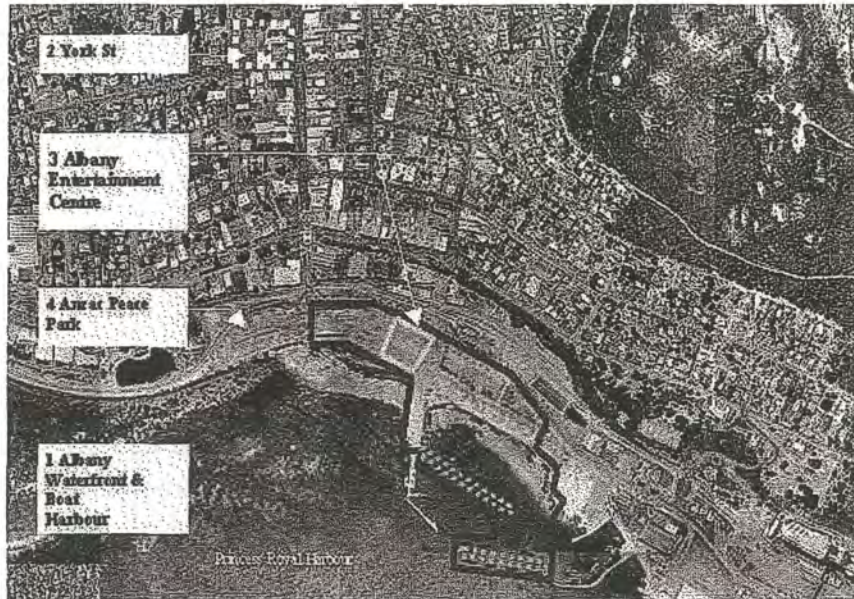 2 York St
3 Albany
Entertainment
Centre
4 Anzac Peace
Park
1 Albany
Waterfront &
Boat
Harbour
Princess Royal Harbour